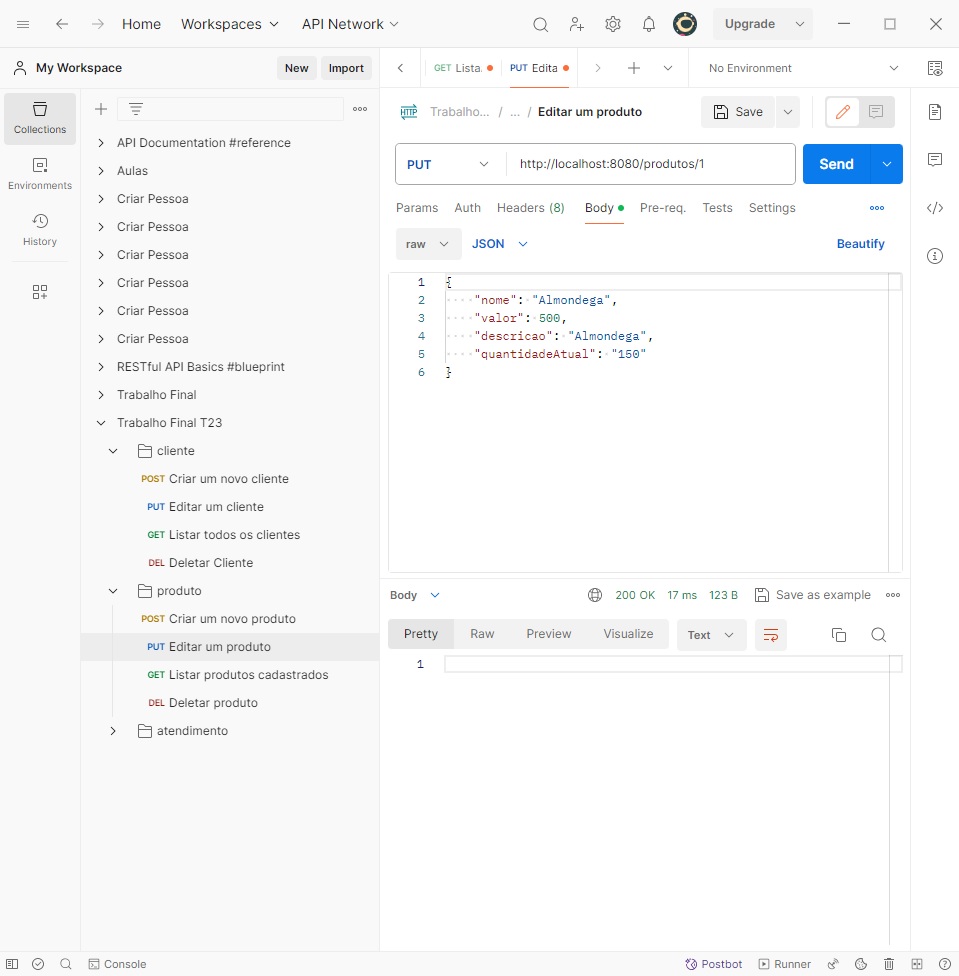 Home Workspaces API Network Upgrade
My Workspace New Import
GET Lista PUT Edita No Environment
Collections
Environments
History
API Documentation #reference
Aulas
Criar Pessoa
Criar Pessoa
Criar Pessoa
Criar Pessoa
Criar Pessoa
Criar Pessoa
RESTful API Basics #blueprint
Trabalho Final
Trabalho Final T23
cliente
POST Criar um novo cliente
PUT Editar um cliente
GET Listar todos os clientes
DEL Deletar Cliente
produto
POST Criar um novo produto
PUT Editar um produto
GET Listar produtos cadastrados
DEL Deletar produto
atendimento
HTTP Trabalho... / ... / Editar um produto Save
PUT http://localhost:8080/produtos/1 Send
Params Auth Headers (8) Body Pre-req. Tests Settings
raw JSON Beautify
1 {
2 "nome": "Almondega",
3 "valor": 500,
4 "descricao": "Almondega",
5 "quantidadeAtual": "150"
6 }
Body 200 OK 17 ms 123 B Save as example
Pretty Raw Preview Visualize Text
1
Console Postbot Runner